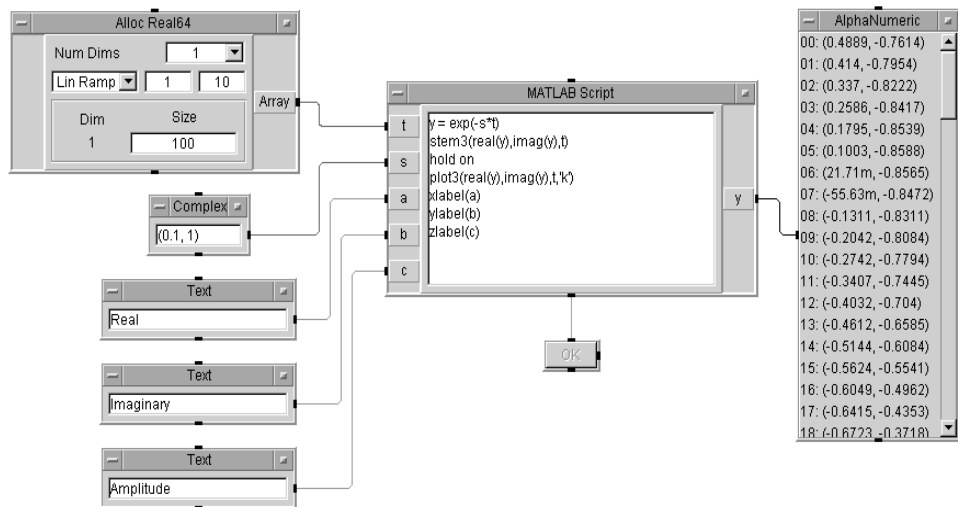 Alloc Real64
Num Dims 1
Lin Ramp 1 10
Dim Size
1 100
Array
Complex
(0.1, 1)
Text
Real
Text
Imaginary
Text
Amplitude
MATLAB Script
t
s
a
b
c
y = exp(-s*t)
stem3(real(y),imag(y),t)
hold on
plot3(real(y),imag(y),t,'k')
xlabel(a)
ylabel(b)
zlabel(c)
y
OK
AlphaNumeric
00: (0.4889, -0.7614)
01: (0.414, -0.7954)
02: (0.337, -0.8222)
03: (0.2586, -0.8417)
04: (0.1795, -0.8539)
05: (0.1003, -0.8588)
06: (21.71m, -0.8565)
07: (-55.63m, -0.8472)
08: (-0.1311, -0.8311)
09: (-0.2042, -0.8084)
10: (-0.2742, -0.7794)
11: (-0.3407, -0.7445)
12: (-0.4032, -0.704)
13: (-0.4612, -0.6585)
14: (-0.5144, -0.6084)
15: (-0.5624, -0.5541)
16: (-0.6049, -0.4962)
17: (-0.6415, -0.4353)
18: (-0.6723, -0.3718)